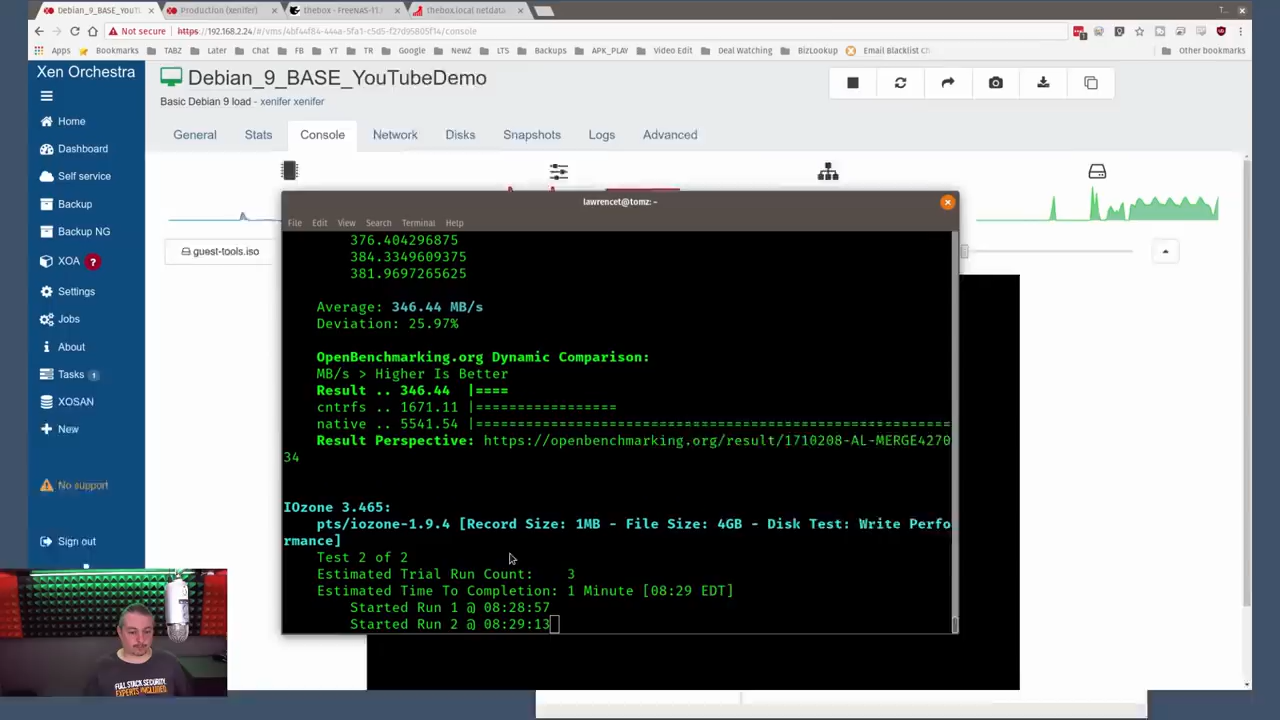 Debian_9_BASE_YouTubeDem
Production (xenifer)
thebox - FreeNAS-11.
thebox.local netdata
Not secure
https://192.168.2.24/#/vms/4bf44f84-444a-5fa1-c5d5-f27d95805f14/console
Apps
Bookmarks
TABZ
Later
Chat
FB
YT
TR
Google
NewZ
LTS
Backups
APK_PLAY
Video Edit
Deal Watching
BizLookup
Email Blacklist
Other bookmarks
Xen Orchestra
Debian_9_BASE_YouTubeDemo
Basic Debian 9 load - xenifer xenifer
General
Stats
Console
Network
Disks
Snapshots
Logs
Advanced
Home
Dashboard
Self service
Backup
Backup NG
XOA ?
Settings
Jobs
About
Tasks 1
XOSAN
New
No support
Sign out
guest-tools.iso
lawrencet@tomz: ~
File Edit View Search Terminal Help
376.404296875
384.3349609375
381.9697265625
Average: 346.44 MB/s
Deviation: 25.97%
OpenBenchmarking.org Dynamic Comparison:
MB/s > Higher Is Better
Result .. 346.44 |====
cntrfs .. 1671.11 |=================
native .. 5541.54 |=========================================================
Result Perspective: https://openbenchmarking.org/result/1710208-AL-MERGE4270
34
IOzone 3.465:
pts/iozone-1.9.4 [Record Size: 1MB - File Size: 4GB - Disk Test: Write Perfo
rmance]
Test 2 of 2
Estimated Trial Run Count: 3
Estimated Time To Completion: 1 Minute [08:29 EDT]
Started Run 1 @ 08:28:57
Started Run 2 @ 08:29:13
FULL STACK SECURITY.
EXPERTS INCLUDED.